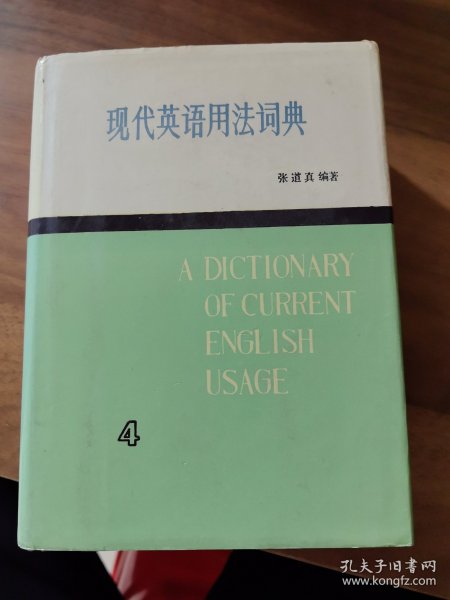 现代英语用法词典
张道真 编著
A DICTIONARY
OF CURRENT
ENGLISH
USAGE
4
孔夫子旧书网
www.kongfz.com